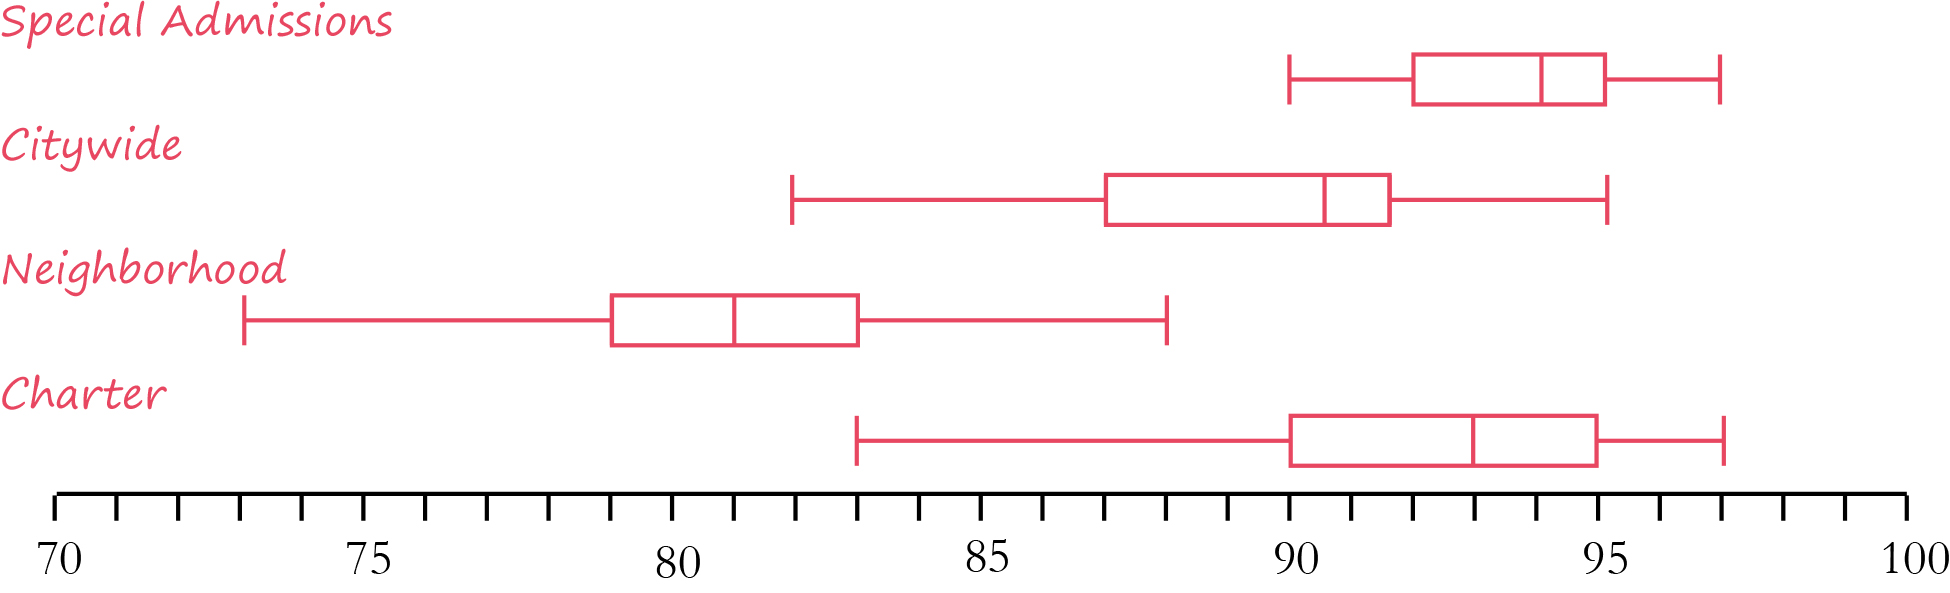 Special Admissions
Citywide
Neighborhood
Charter
70 75 80 85 90 95 100